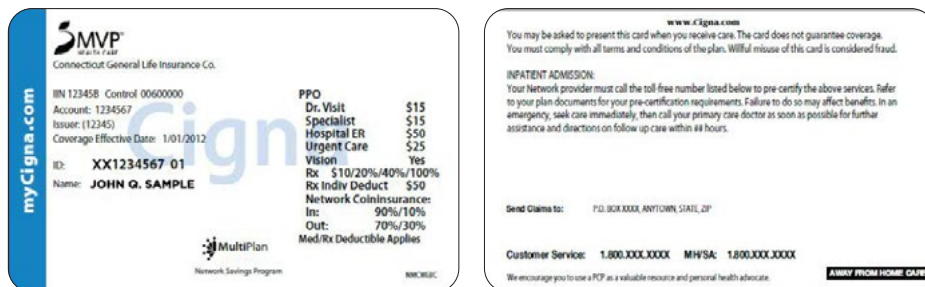 myCigna.com
MVP
HEALTH CARE
Connecticut General Life Insurance Co.
IIN 123458 Control 00600000
Account: 1234567
Issuer: (12345)
Coverage Effective Date: 1/01/2012
ID: XX1234567 01
Name: JOHN Q. SAMPLE
Cigna
PPO
Dr. Visit $15
Specialist $15
Hospital ER $50
Urgent Care $25
Vision Yes
Rx $10/20%/40%/100%
Rx Indiv Deduct $50
Network Coininsurance:
In: 90%/10%
Out: 70%/30%
Med/Rx Deductible Applies
MultiPlan
Network Savings Program
www.Cigna.com
You may be asked to present this card when you receive care. The card does not guarantee coverage.
You must comply with all terms and conditions of the plan. Willful misuse of this card is considered fraud.
INPATIENT ADMISSION:
Your Network provider must call the toll-free number listed below to pre-certify the above services. Refer
to your plan documents for your pre-certification requirements. Failure to do so may affect benefits. In an
emergency, seek care immediately, then call your primary care doctor as soon as possible for further
assistance and directions on follow up care within ## hours.
Send Claims to: P.O. BOX XXXX, ANYTOWN, STATE, ZIP
Customer Service: 1.800.XXX.XXXX MH/SA: 1.800.XXX.XXXX
We encourage you to use a PCP as a valuable resource and personal health advocate.
AWAY FROM HOME CARE